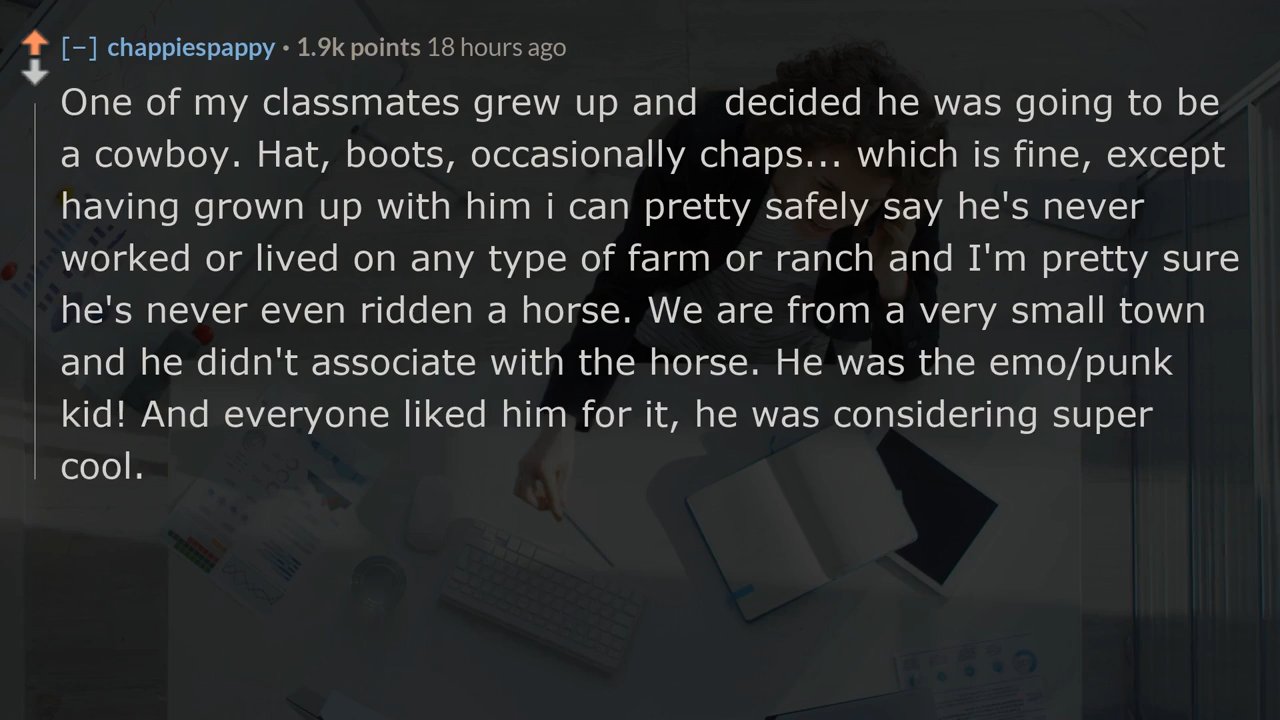 [−] chappiespappy • 1.9k points 18 hours ago
One of my classmates grew up and decided he was going to be
a cowboy. Hat, boots, occasionally chaps... which is fine, except
having grown up with him i can pretty safely say he's never
worked or lived on any type of farm or ranch and I'm pretty sure
he's never even ridden a horse. We are from a very small town
and he didn't associate with the horse. He was the emo/punk
kid! And everyone liked him for it, he was considering super
cool.